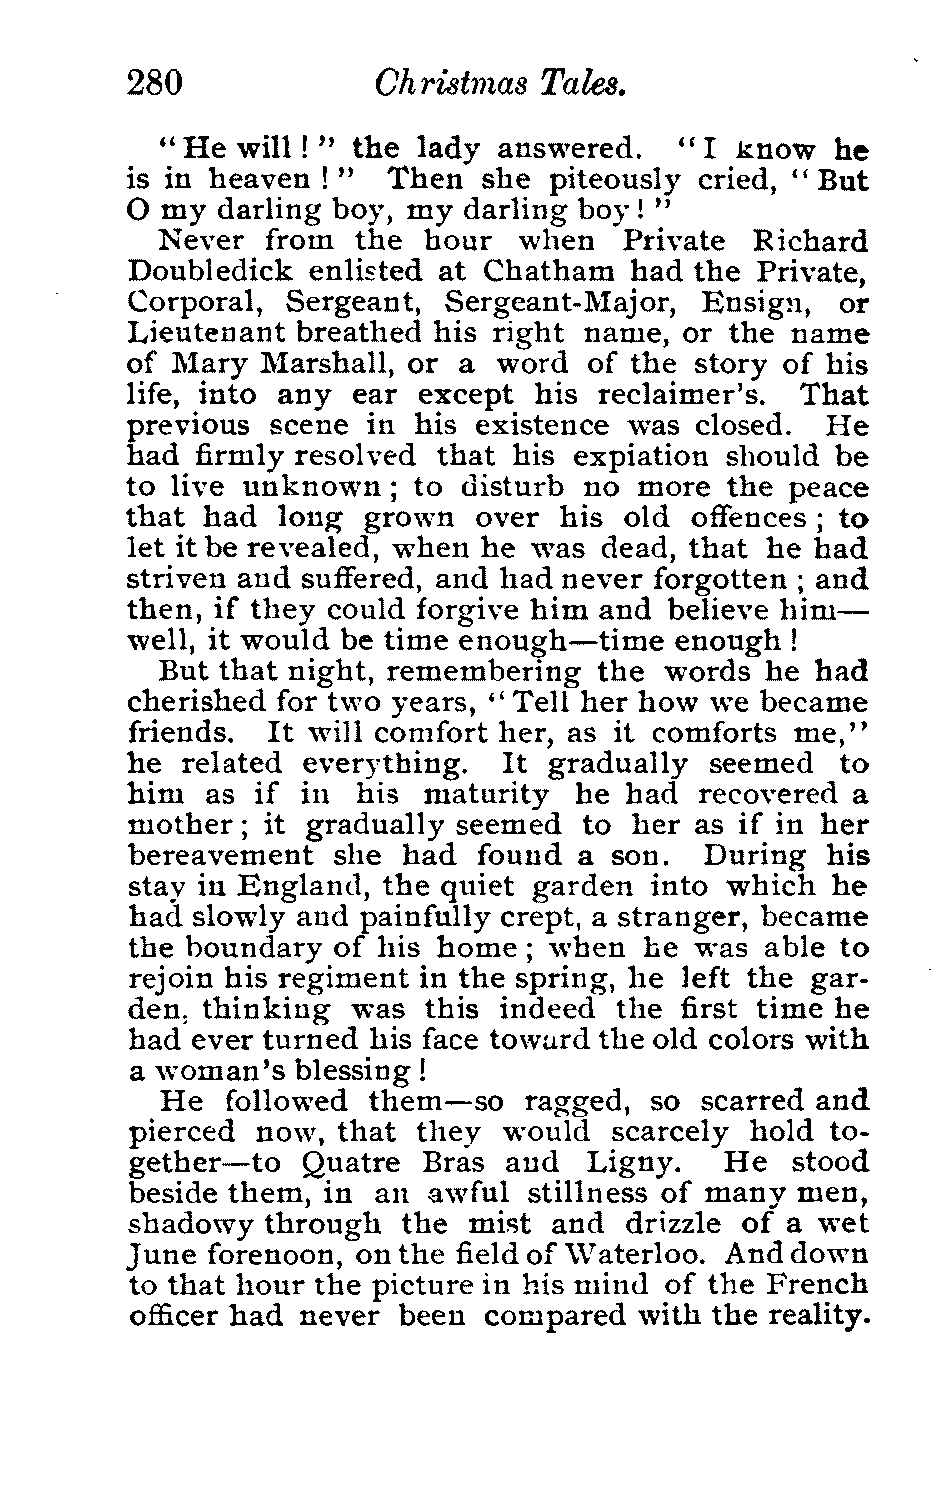 280 Christmas Tales.
"He will!" the lady answered. "I know he
is in heaven!" Then she piteously cried, "But
O my darling boy, my darling boy!"
Never from the hour when Private Richard
Doubledick enlisted at Chatham had the Private,
Corporal, Sergeant, Sergeant-Major, Ensign, or
Lieutenant breathed his right name, or the name
of Mary Marshall, or a word of the story of his
life, into any ear except his reclaimer's. That
previous scene in his existence was closed. He
had firmly resolved that his expiation should be
to live unknown; to disturb no more the peace
that had long grown over his old offences; to
let it be revealed, when he was dead, that he had
striven and suffered, and had never forgotten; and
then, if they could forgive him and believe him—
well, it would be time enough—time enough!
But that night, remembering the words he had
cherished for two years, "Tell her how we became
friends. It will comfort her, as it comforts me,"
he related everything. It gradually seemed to
him as if in his maturity he had recovered a
mother; it gradually seemed to her as if in her
bereavement she had found a son. During his
stay in England, the quiet garden into which he
had slowly and painfully crept, a stranger, became
the boundary of his home; when he was able to
rejoin his regiment in the spring, he left the gar-
den, thinking was this indeed the first time he
had ever turned his face toward the old colors with
a woman's blessing!
He followed them—so ragged, so scarred and
pierced now, that they would scarcely hold to-
gether—to Quatre Bras and Ligny. He stood
beside them, in an awful stillness of many men,
shadowy through the mist and drizzle of a wet
June forenoon, on the field of Waterloo. And down
to that hour the picture in his mind of the French
officer had never been compared with the reality.